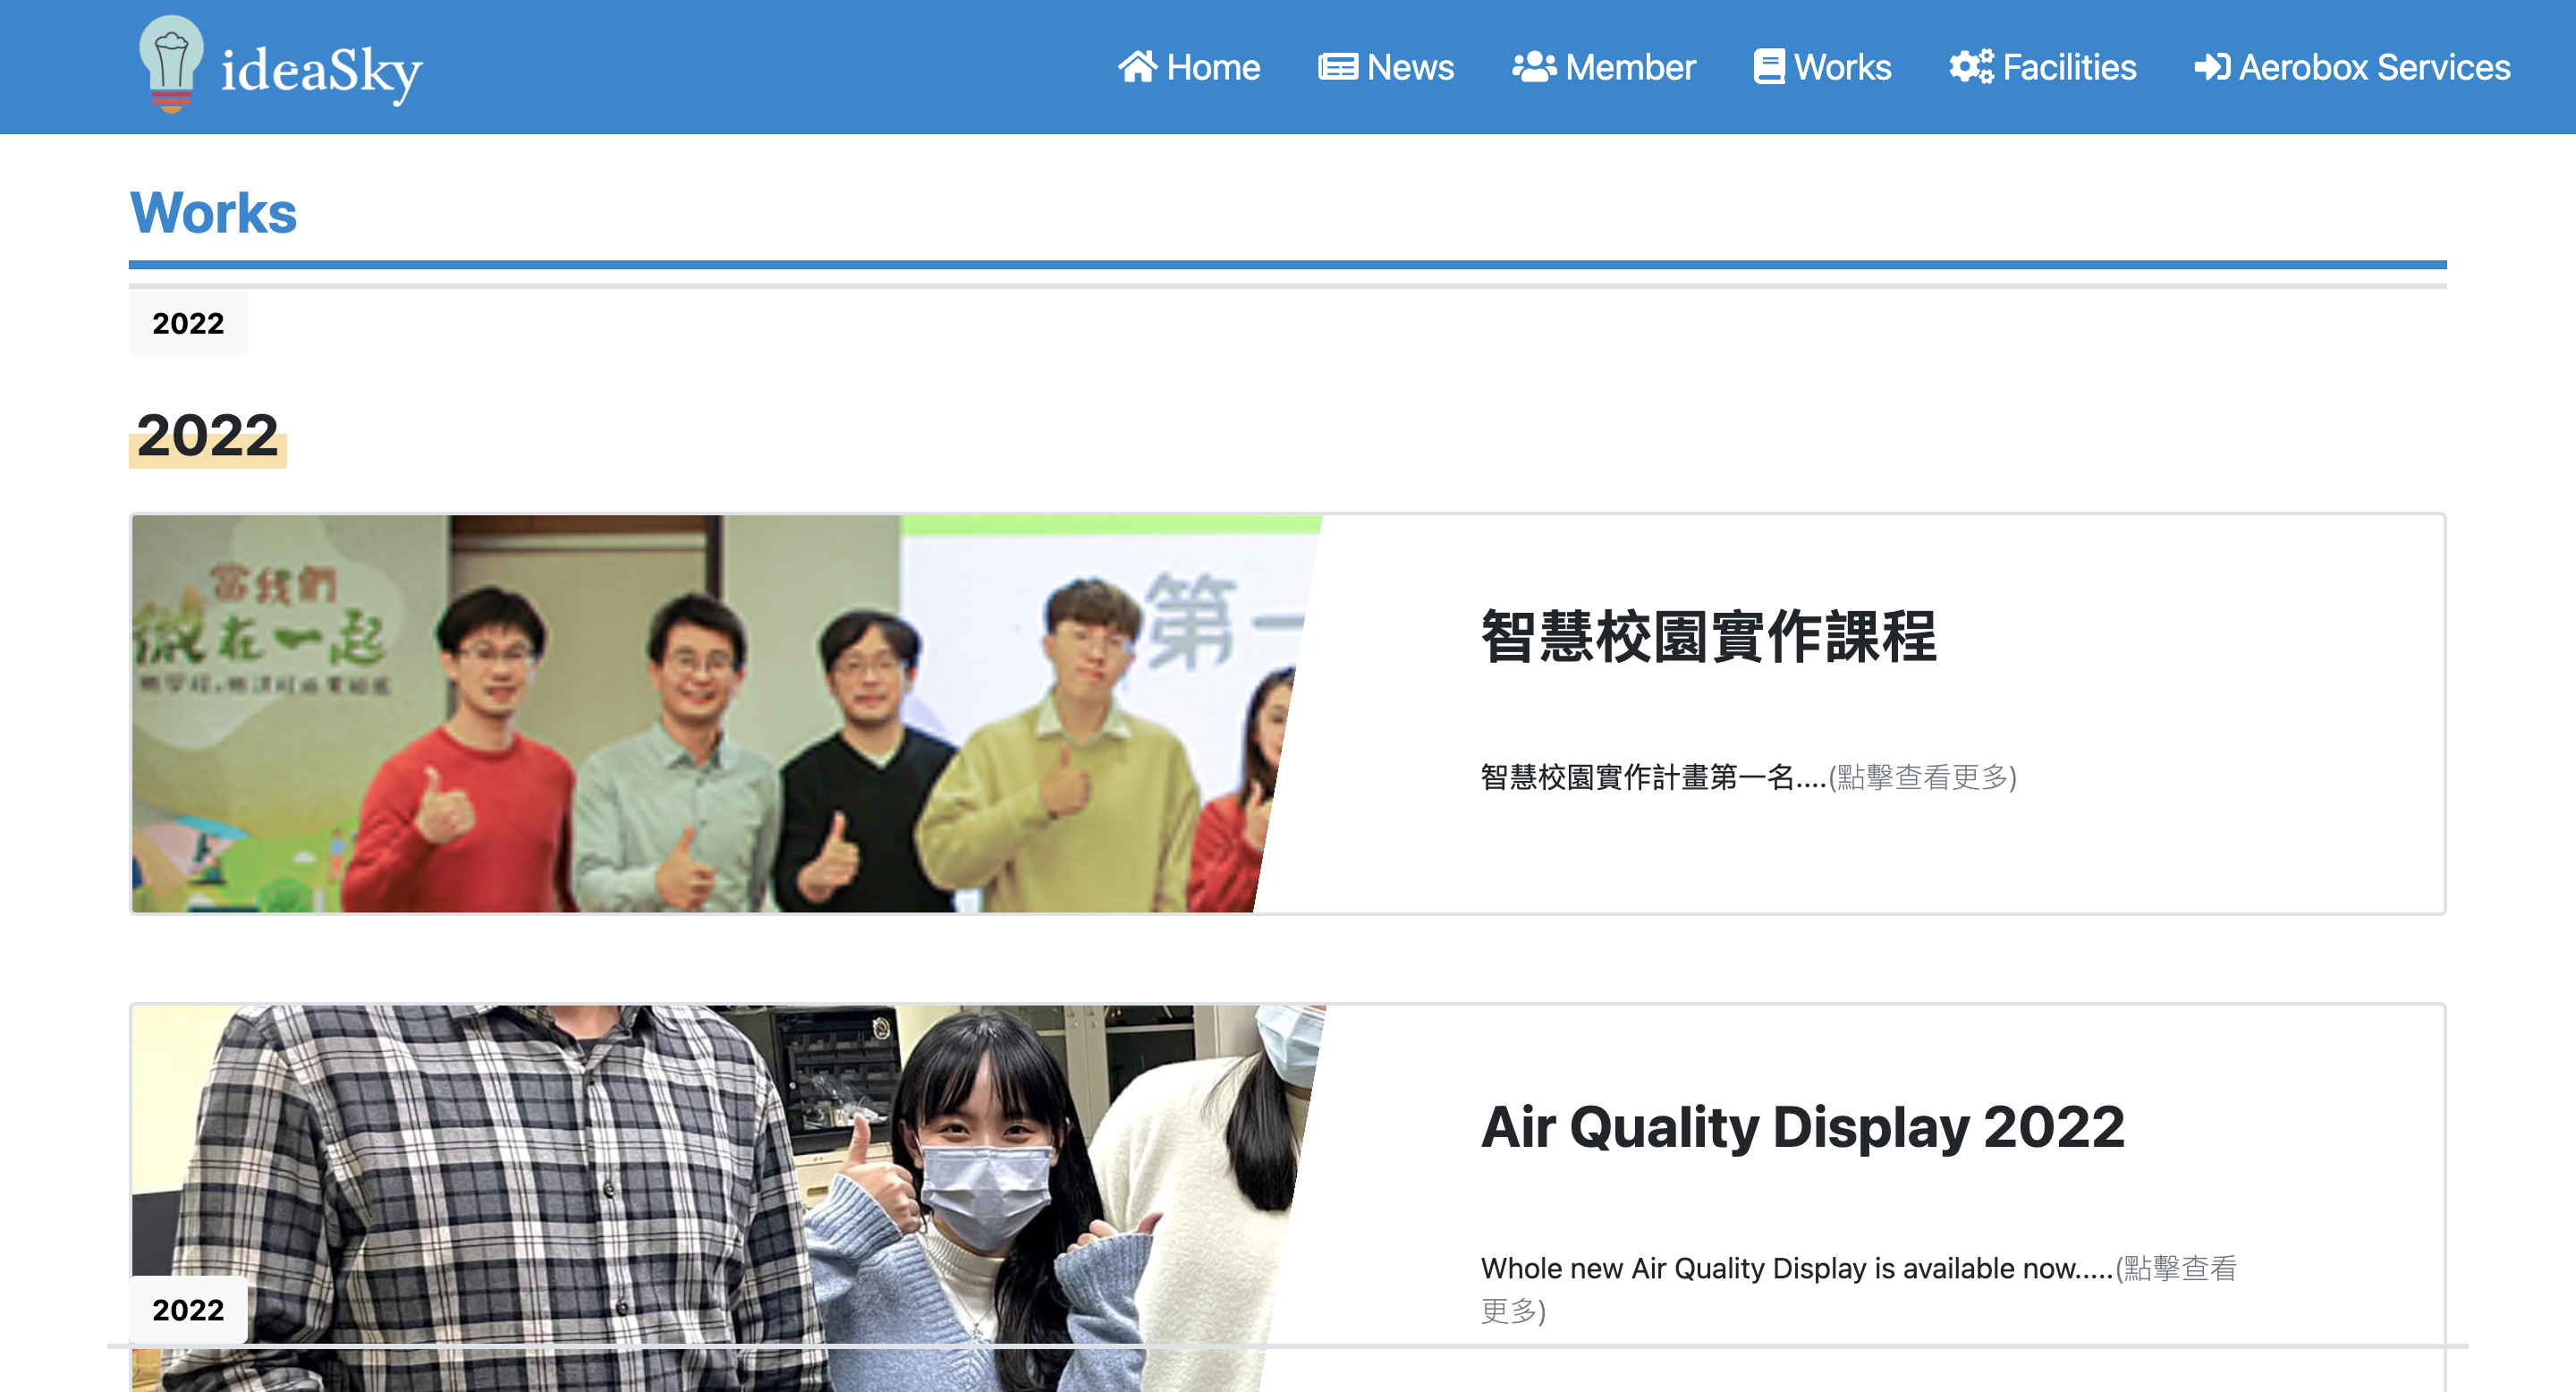 ideaSky
Home News Member Works Facilities Aerobox Services
Works
2022
2022
當我們
在一起
第一
智慧校園實作課程
智慧校園實作計畫第一名....(點擊查看更多)
Air Quality Display 2022
Whole new Air Quality Display is available now.....(點擊查看
更多)
2022